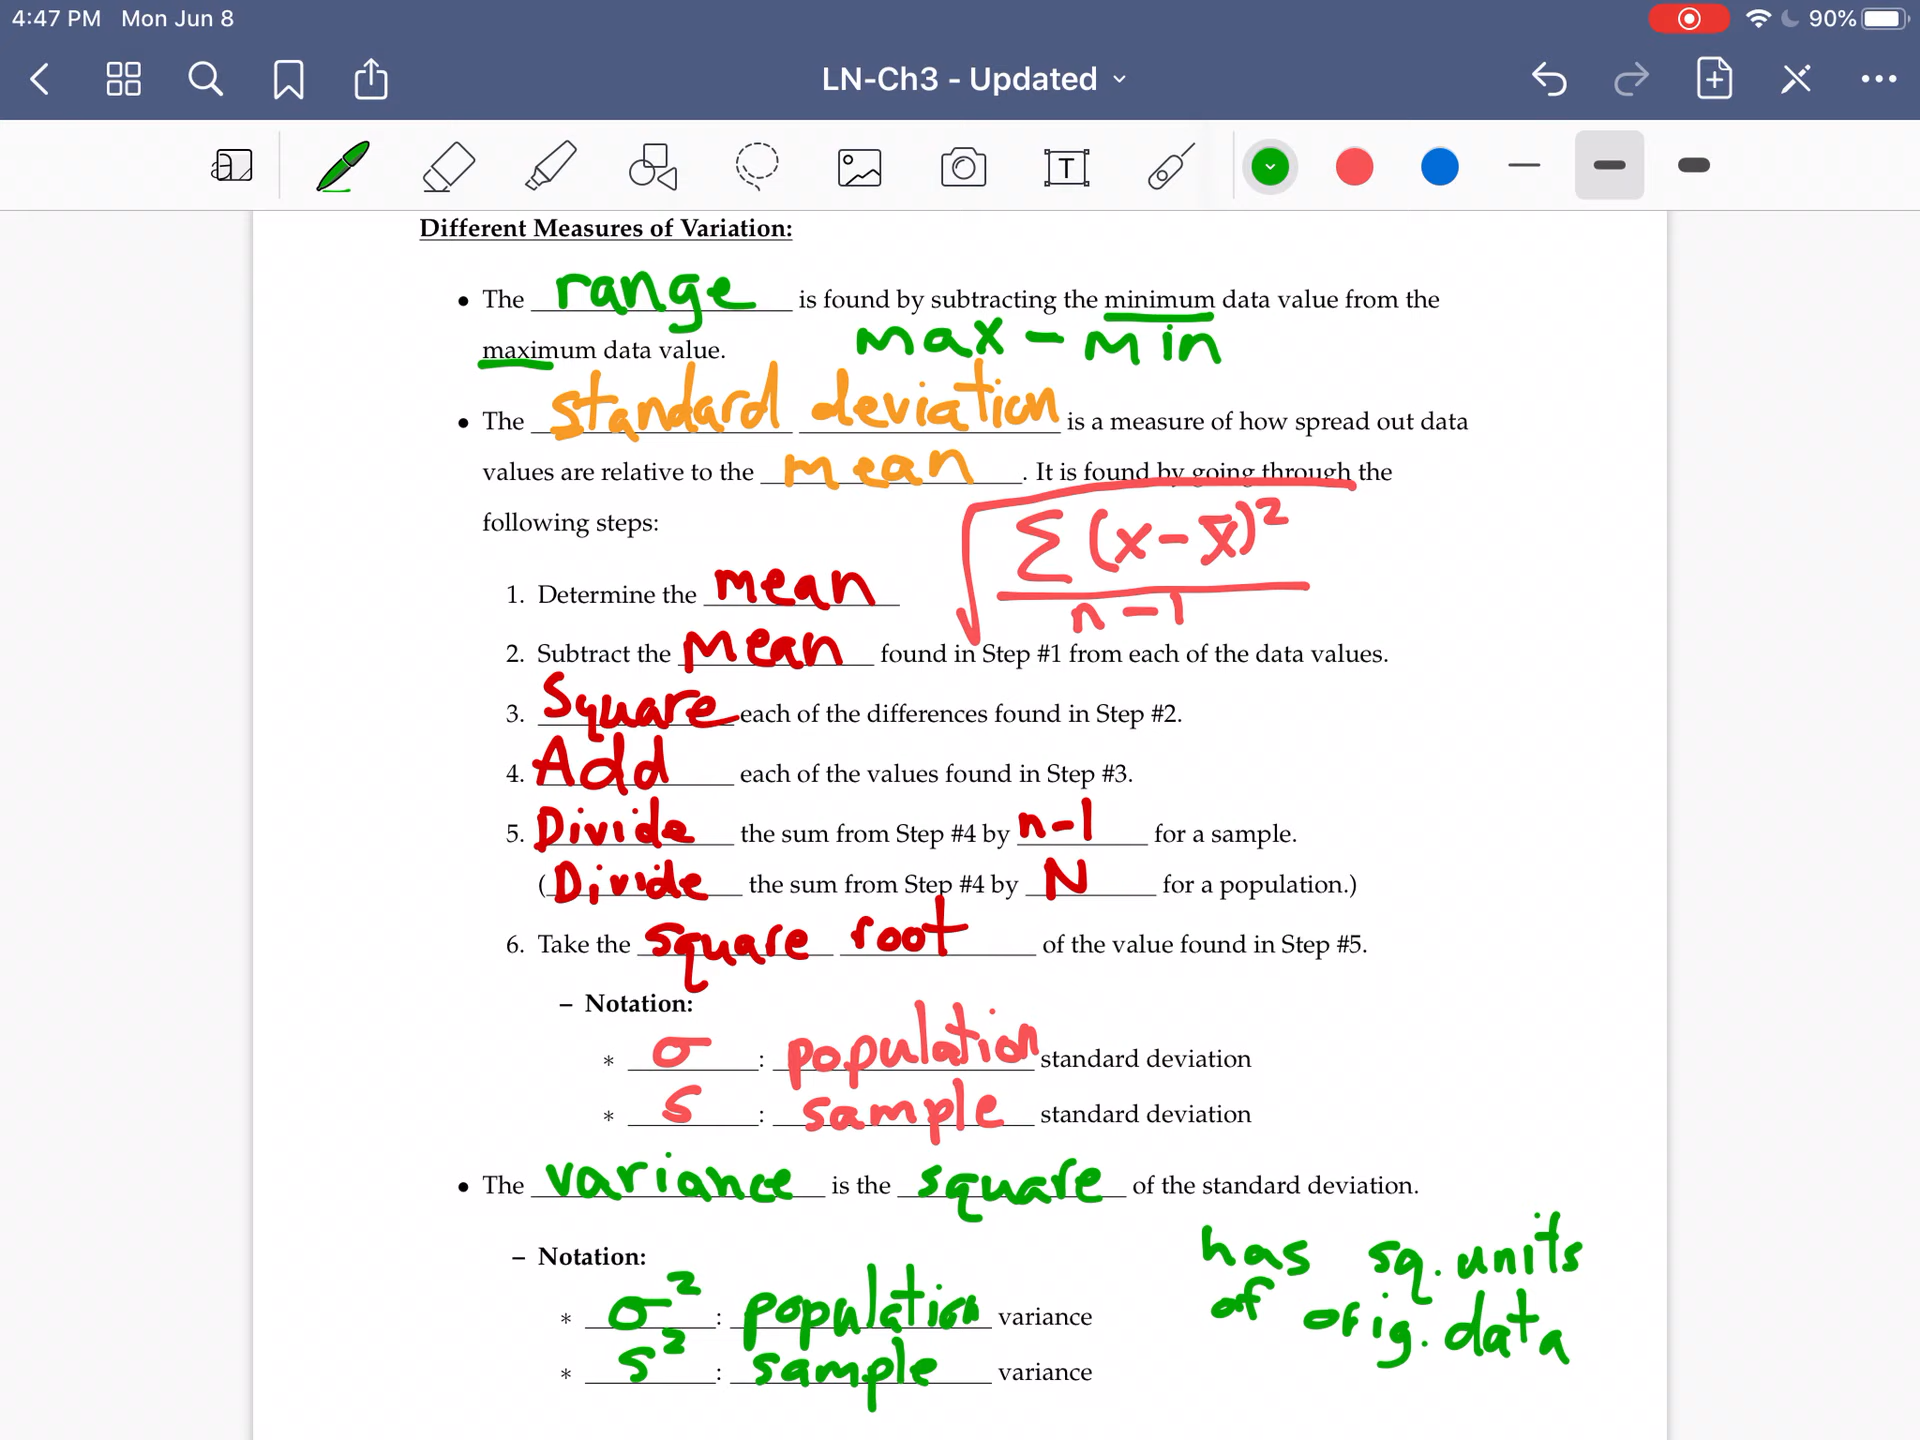 4:47 PM Mon Jun 8 90%
LN-Ch3 - Updated
Different Measures of Variation:
• The range is found by subtracting the minimum data value from the
maximum data value. max - min
• The standard deviation is a measure of how spread out data
values are relative to the mean. It is found by going through the
following steps:
√(Σ(x-x̄)²/(n-1))
1. Determine the mean
2. Subtract the mean found in Step #1 from each of the data values.
3. Square each of the differences found in Step #2.
4. Add each of the values found in Step #3.
5. Divide the sum from Step #4 by n-1 for a sample.
(Divide the sum from Step #4 by N for a population.)
6. Take the square root of the value found in Step #5.
– Notation:
* σ : population standard deviation
* s : sample standard deviation
• The variance is the square of the standard deviation.
has sq. units
of orig. data
– Notation:
* σ² : population variance
* s² : sample variance